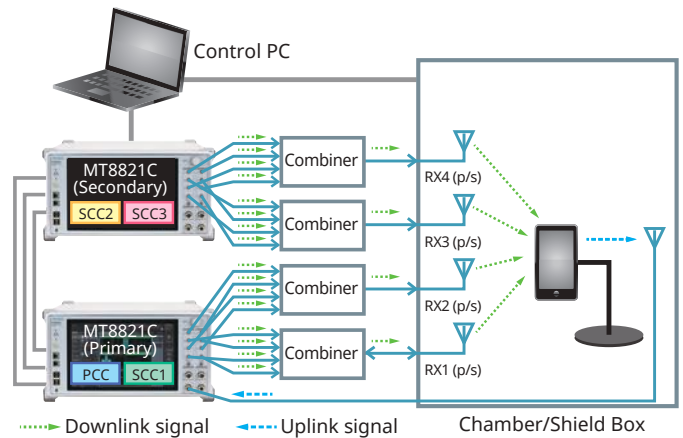 Control PC
MT8821C
(Secondary)
SCC2
SCC3
Combiner
RX4 (p/s)
Combiner
RX3 (p/s)
Combiner
RX2 (p/s)
MT8821C
(Primary)
PCC
SCC1
Combiner
RX1 (p/s)
Downlink signal
Uplink signal
Chamber/Shield Box